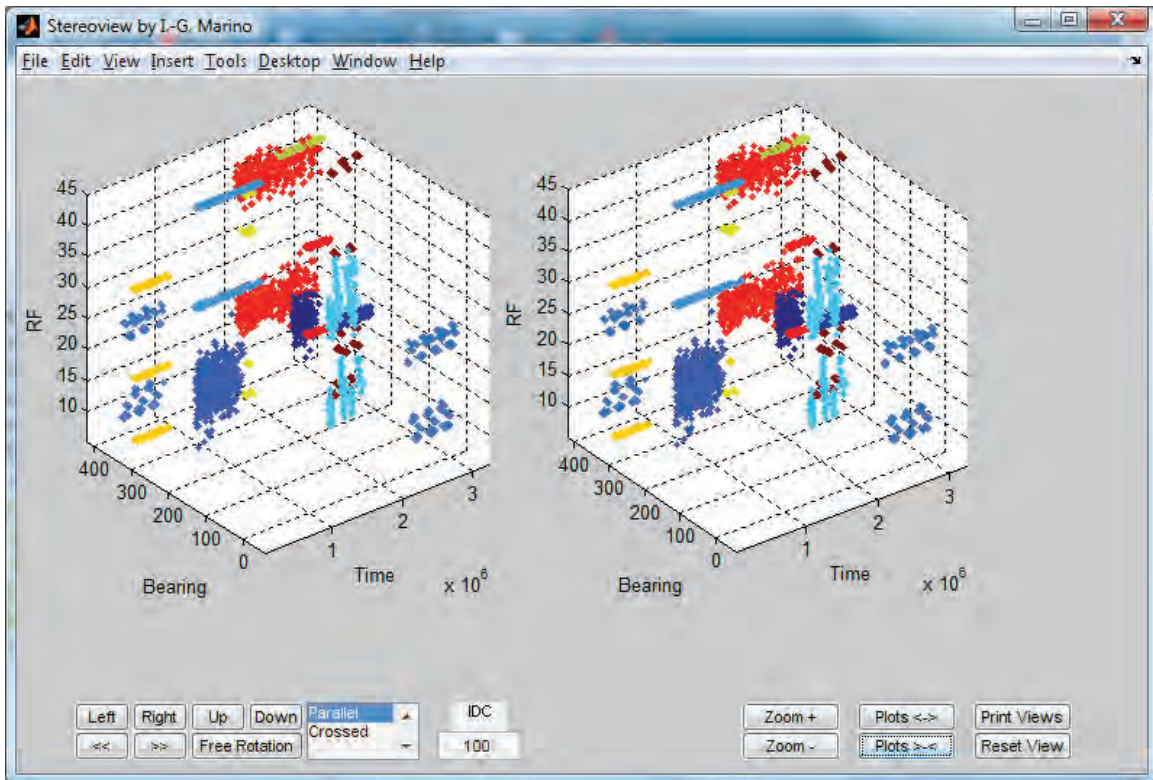 Stereoview by I.-G. Marino
File Edit View Insert Tools Desktop Window Help
45
40
35
30
25
20
15
10
RF
400
300
200
100
0
Bearing
1
2
3
Time
x 10^6
45
40
35
30
25
20
15
10
RF
400
300
200
100
0
Bearing
1
2
3
Time
x 10^6
Left Right Up Down
<< >> Free Rotation
Parallel
Crossed
IDC
100
Zoom + Plots <-> Print Views
Zoom - Plots >-< Reset View